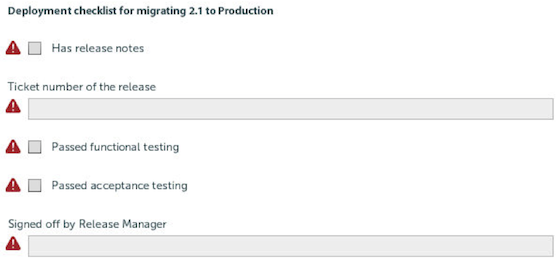 Deployment checklist for migrating 2.1 to Production
Has release notes
Ticket number of the release
Passed functional testing
Passed acceptance testing
Signed off by Release Manager